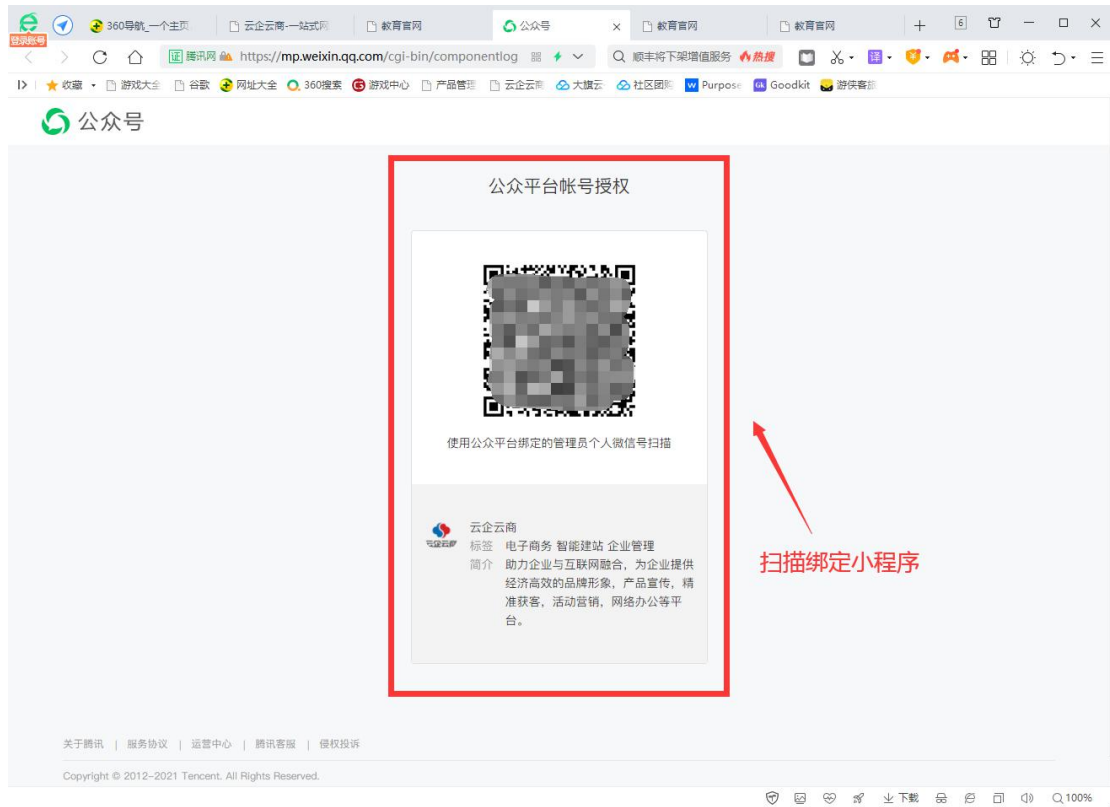 360导航_一个主页
云企云商-一站式网
教育官网
公众号
教育官网
教育官网
6
登录账号
证 腾讯网
https://mp.weixin.qq.com/cgi-bin/componentlog
顺丰将下架增值服务
热搜
译
收藏
游戏大全
谷歌
网址大全
360搜索
游戏中心
产品管理
云企云商
大旗云
社区团购
Purpose
Goodkit
游侠客旅
公众号
公众平台帐号授权
使用公众平台绑定的管理员个人微信号扫描
云企云商
标签 电子商务 智能建站 企业管理
简介 助力企业与互联网融合，为企业提供
经济高效的品牌形象，产品宣传，精
准获客，活动营销，网络办公等平
台。
扫描绑定小程序
关于腾讯 | 服务协议 | 运营中心 | 腾讯客服 | 侵权投诉
Copyright © 2012-2021 Tencent. All Rights Reserved.
下载
100%